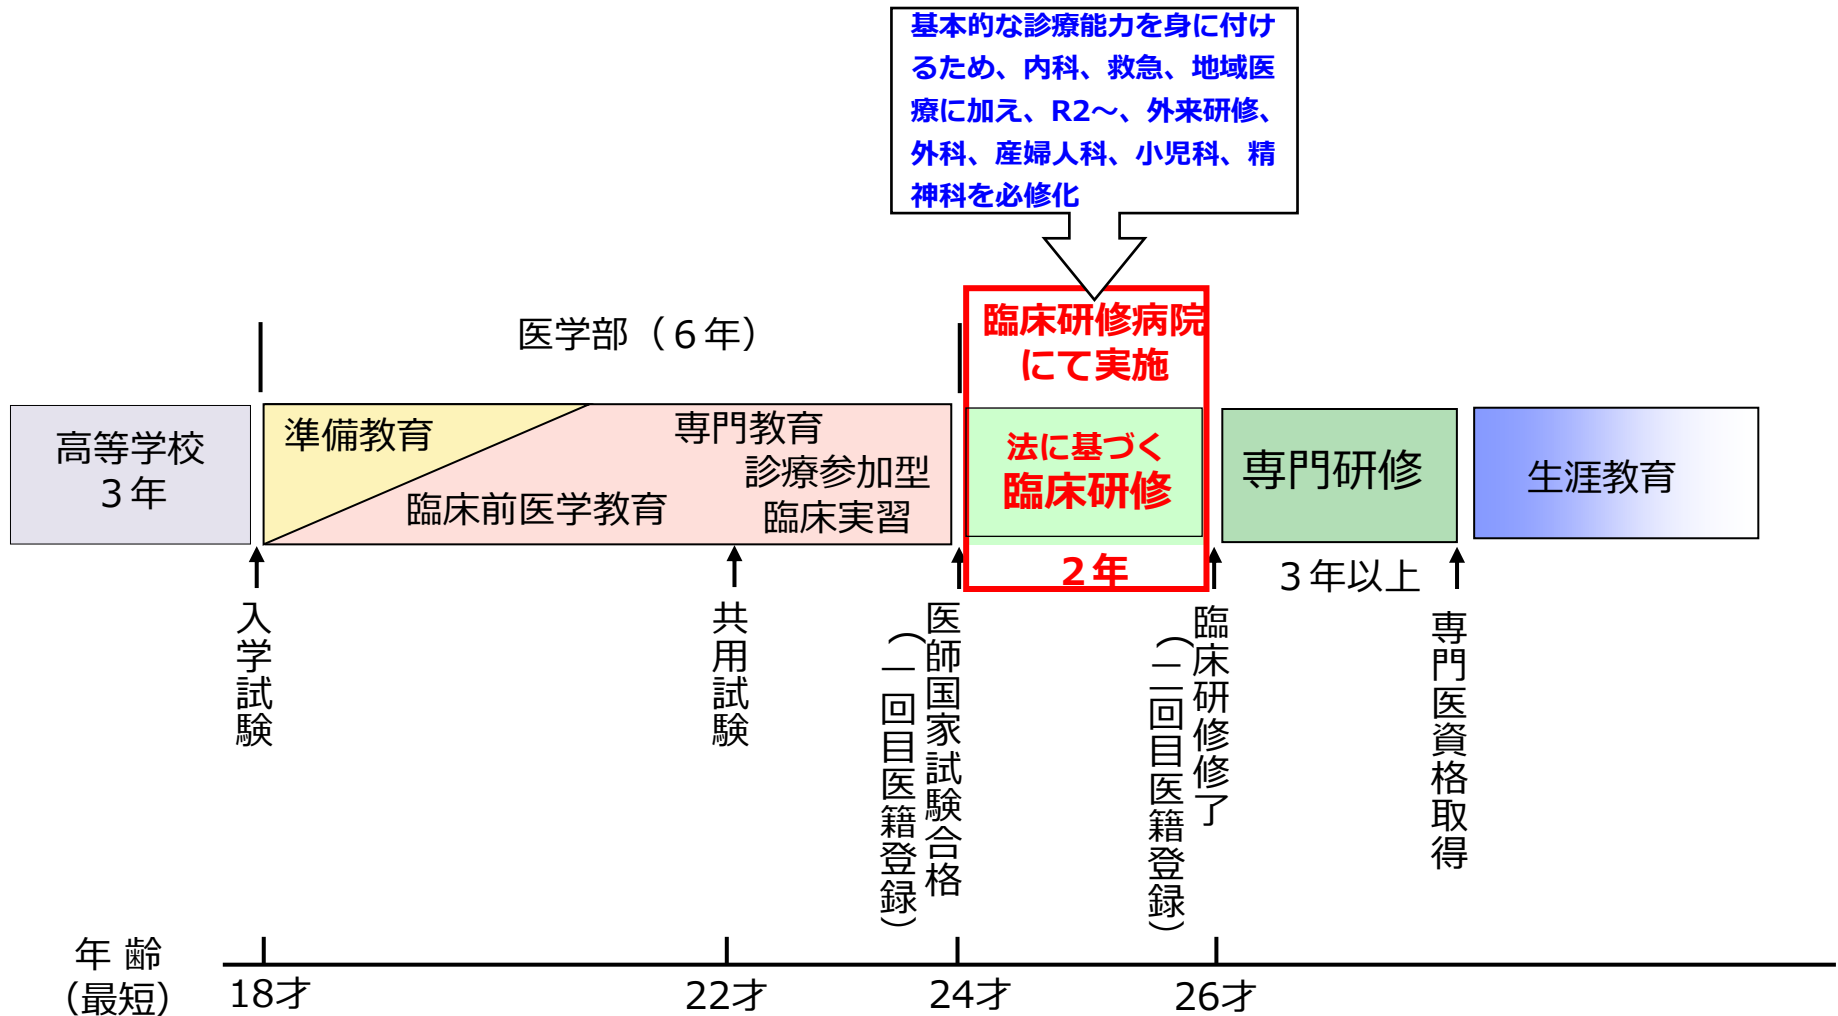 基本的な診療能力を身に付け
るため、内科、救急、地域医
療に加え、R2～、外来研修、
外科、産婦人科、小児科、精
神科を必修化
医学部（６年）
臨床研修病院
にて実施
高等学校
３年
準備教育
専門教育
診療参加型
臨床実習
臨床前医学教育
法に基づく
臨床研修
２年
専門研修
３年以上
生涯教育
入学試験
共用試験
医師国家試験合格
（一回目医籍登録）
臨床研修修了
（二回目医籍登録）
専門医資格取得
年 齢
（最短）
18才
22才
24才
26才